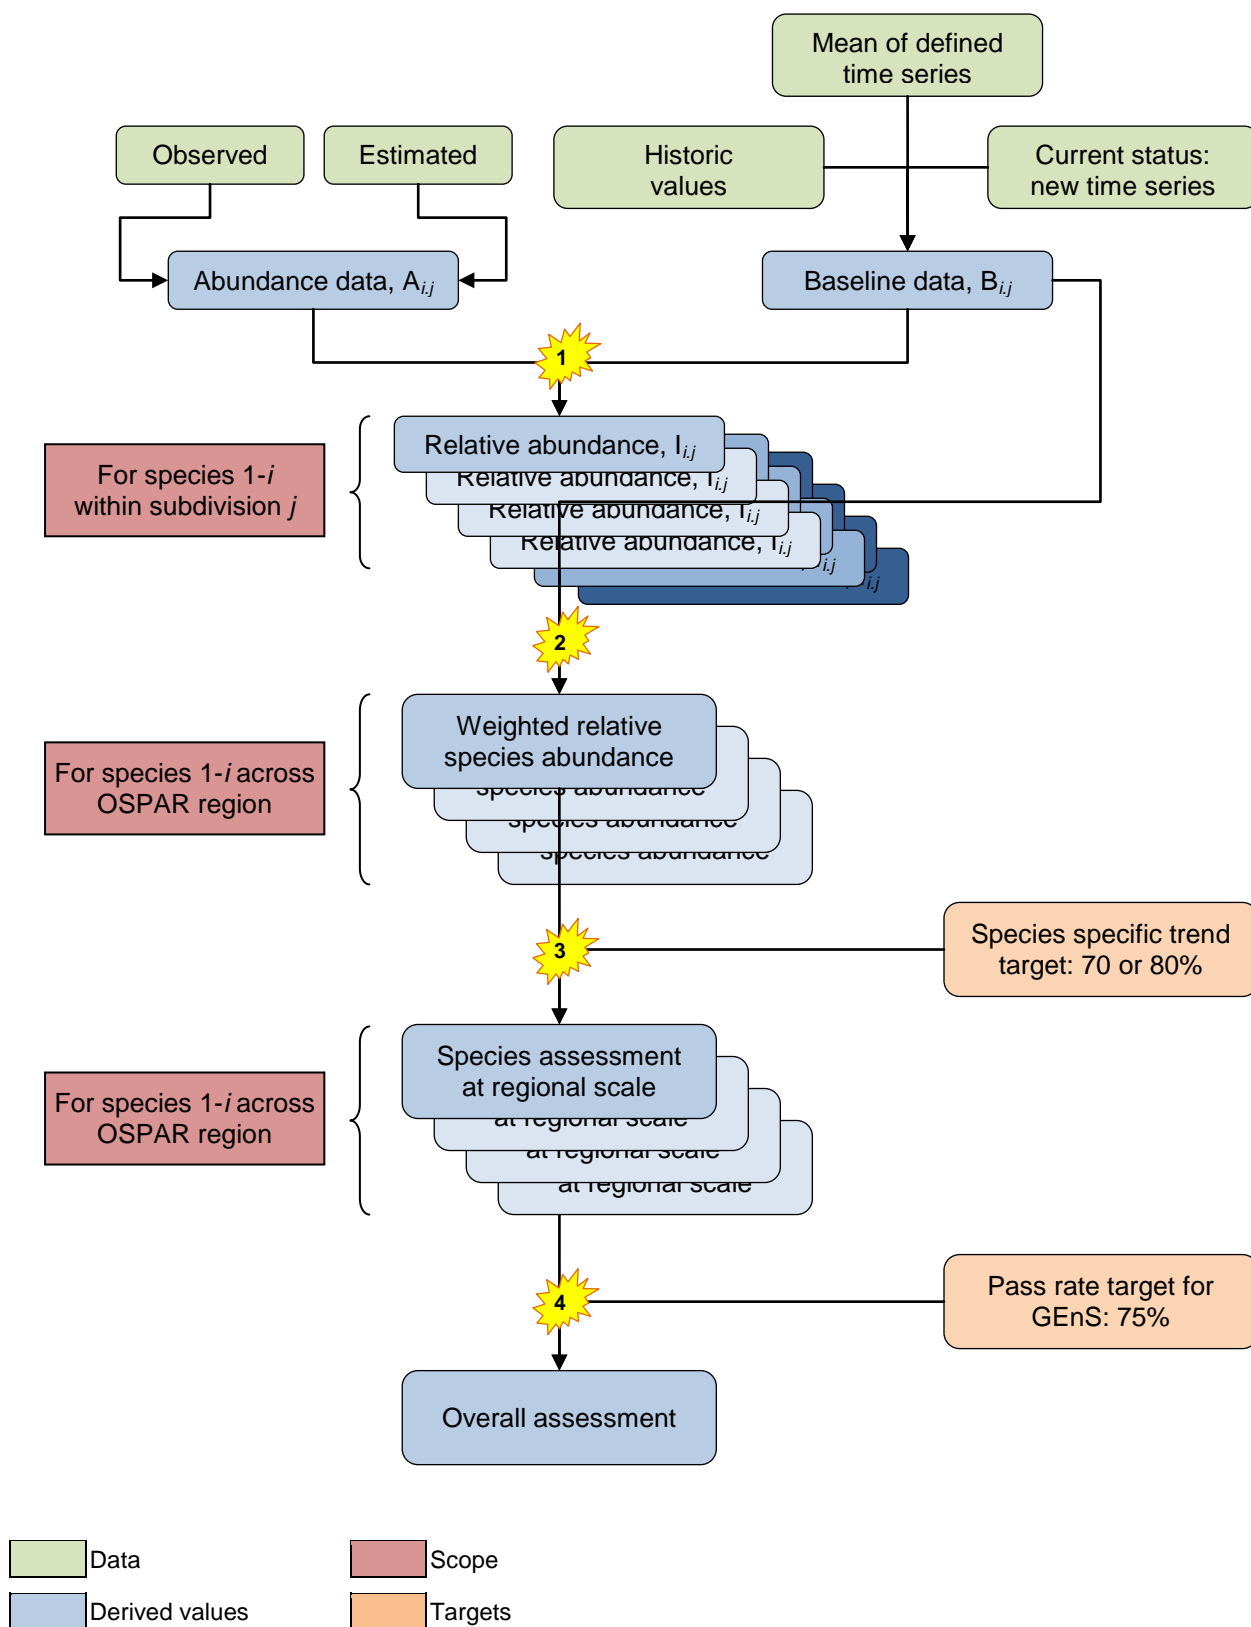 Mean of defined
time series
Observed
Estimated
Historic
values
Current status:
new time series
Abundance data, Ai.j
Baseline data, Bi.j
1
For species 1-i
within subdivision j
Relative abundance, Ii.j
Relative abundance, Ii.j
Relative abundance, Ii.j
Relative abundance, Ii.j
i.j
i.j
2
For species 1-i across
OSPAR region
Weighted relative
species abundance
species abundance
species abundance
species abundance
3
Species specific trend
target: 70 or 80%
For species 1-i across
OSPAR region
Species assessment
at regional scale
at regional scale
at regional scale
at regional scale
4
Pass rate target for
GEnS: 75%
Overall assessment
Data
Scope
Derived values
Targets